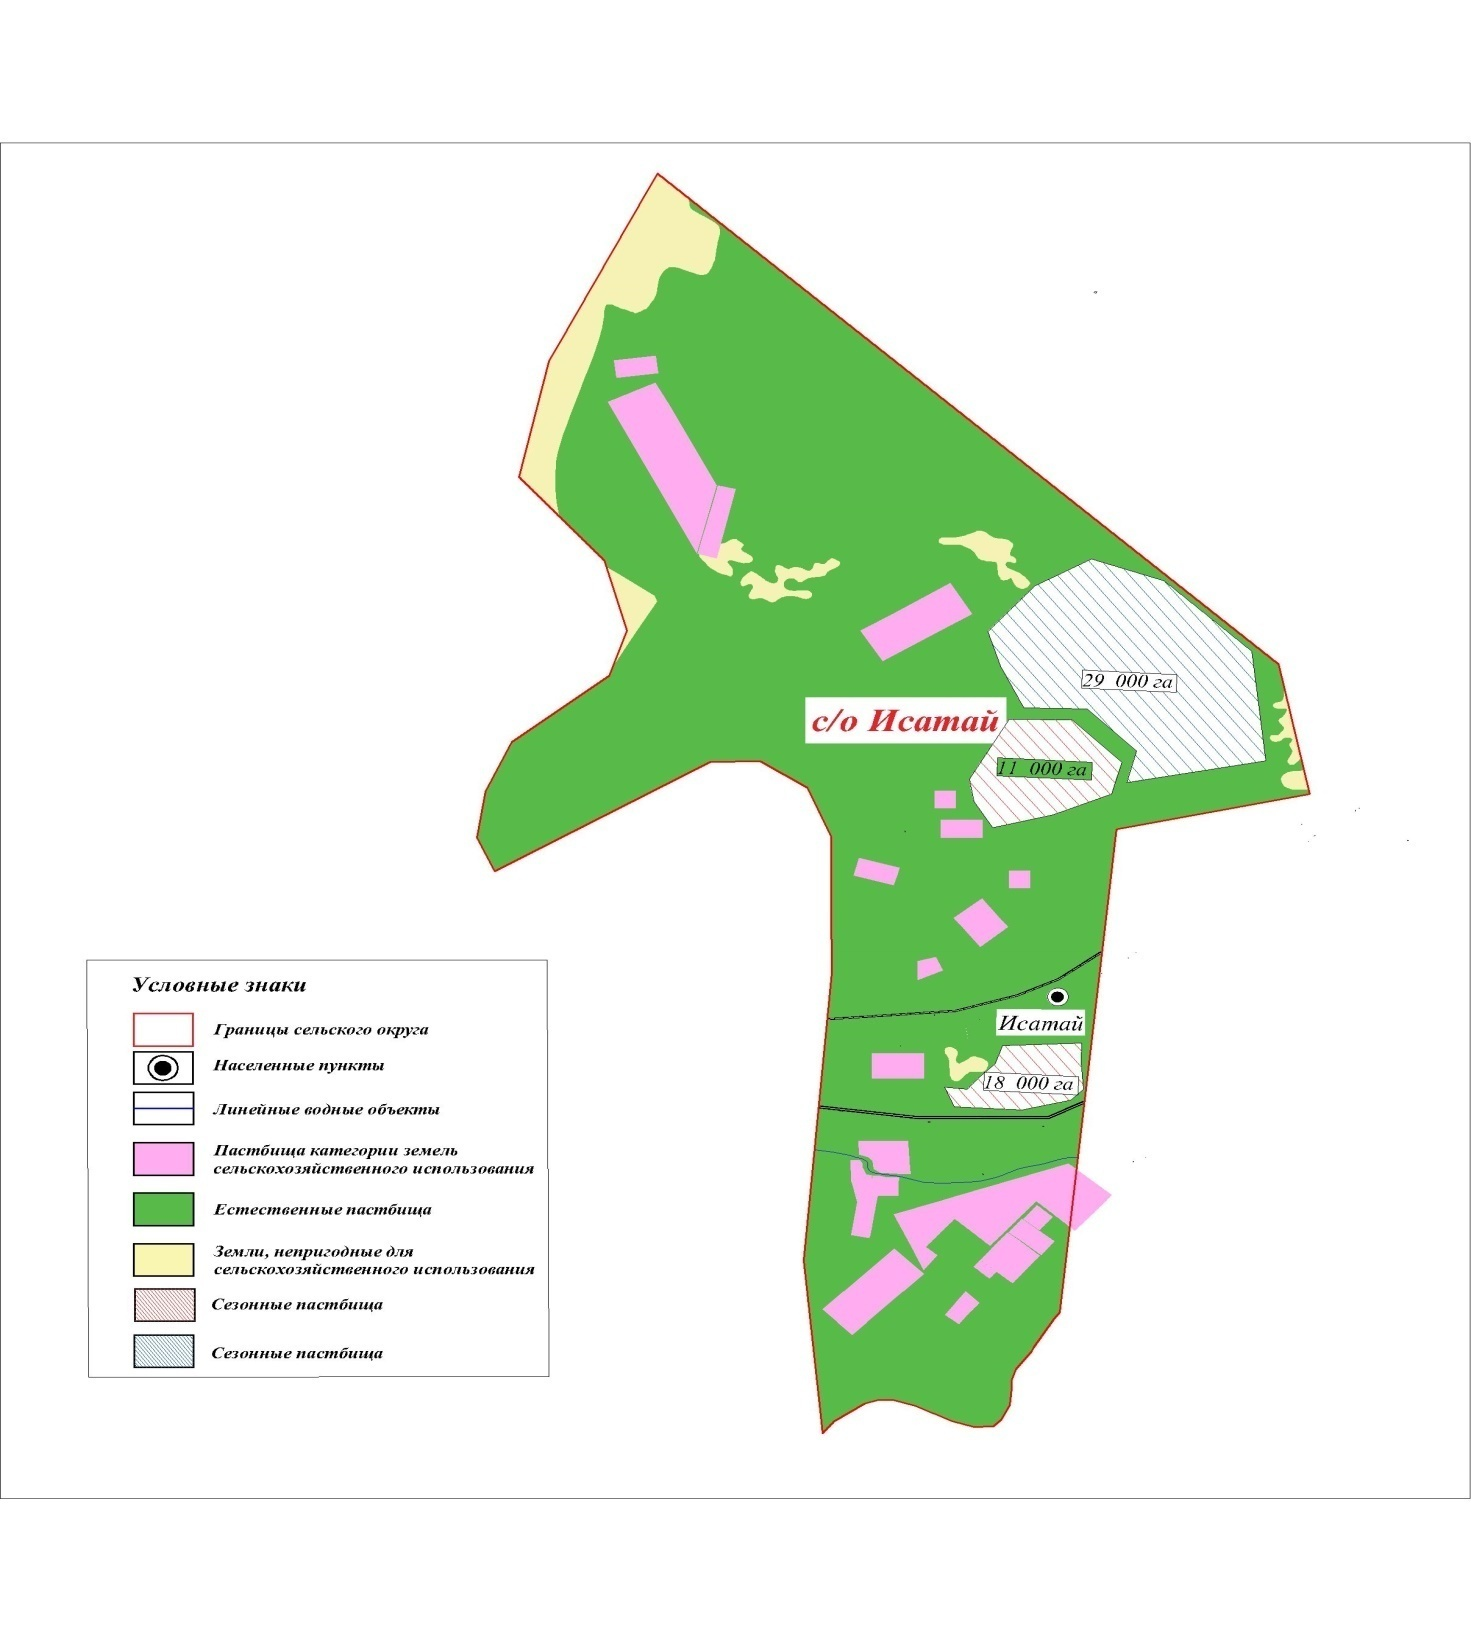 29 000 га
с/о Исатай
11 000 га
Исатай
18 000 га
Условные знаки
Границы сельского округа
Населенные пункты
Линейные водные объекты
Пастбища категории земель
сельскохозяйственного использования
Естественные пастбища
Земли, непригодные для
сельскохозяйственного использования
Сезонные пастбища
Сезонные пастбища